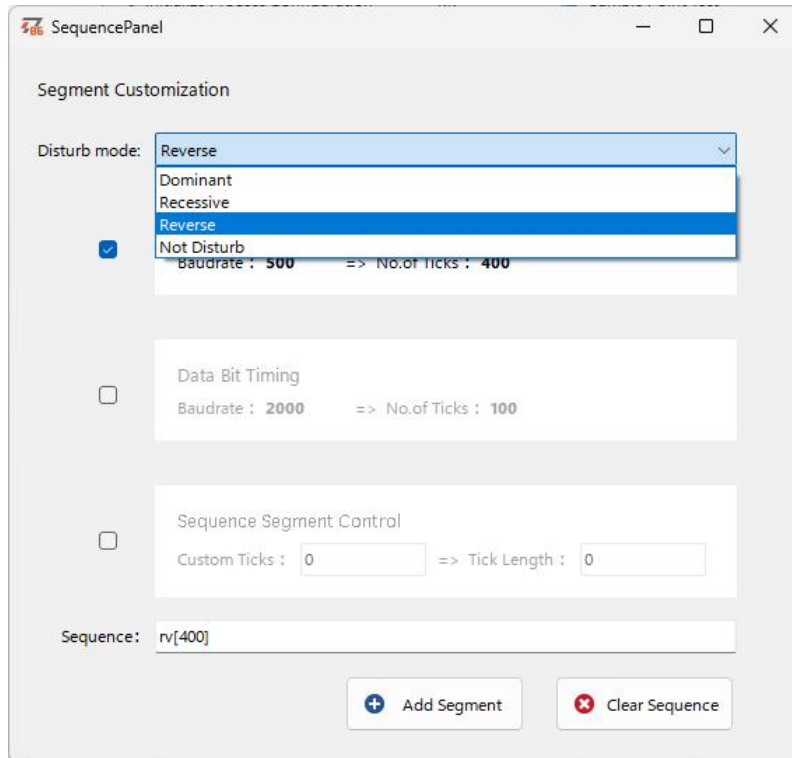 SequencePanel
Segment Customization
Disturb mode: Reverse
Dominant
Recessive
Reverse
Not Disturb
Baudrate : 500 => No.of Ticks : 400
Data Bit Timing
Baudrate : 2000 => No.of Ticks : 100
Sequence Segment Control
Custom Ticks : 0 => Tick Length : 0
Sequence: rv[400]
Add Segment Clear Sequence